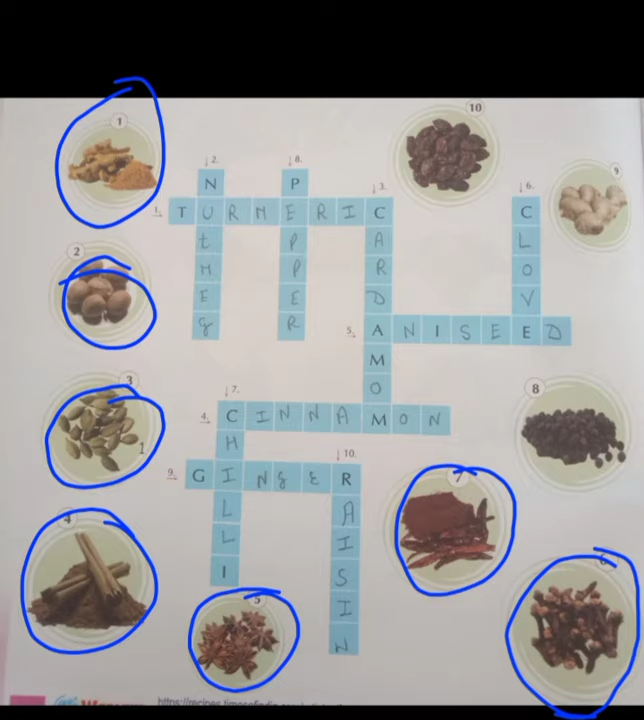 1
10
↓2.
↓8.
↓3.
↓6.
9
N
P
1. TURMERIC
C
2
t
P
A
L
M
P
R
O
E
E
D
V
g
R
5. ANISEED
M
3
O
↓7.
8
4. CINNAMON
H
↓10.
9. GINgER
7
L
A
4
L
I
I
S
6
5
I
N